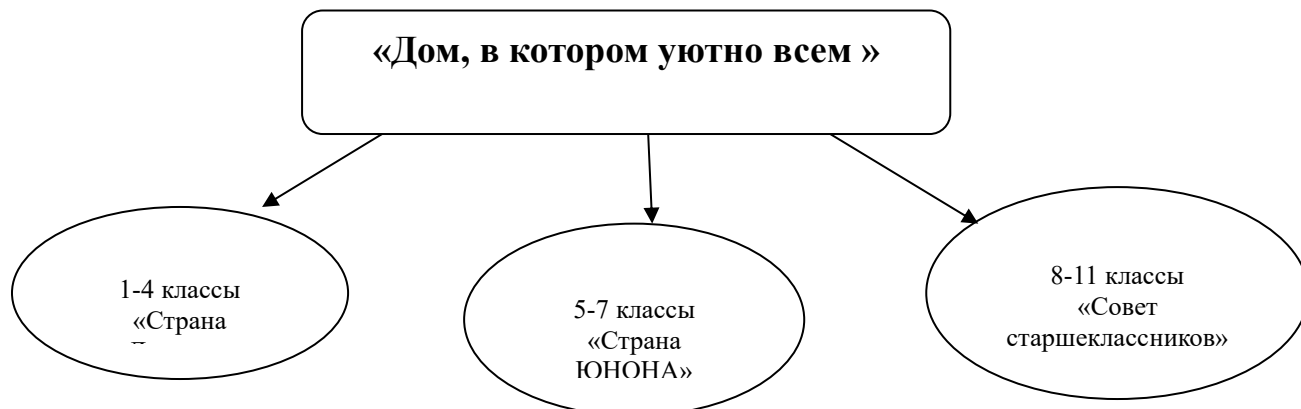 «Дом, в котором уютно всем »
1-4 классы
«Страна
5-7 классы
«Страна
ЮНОНА»
8-11 классы
«Совет
старшеклассников»